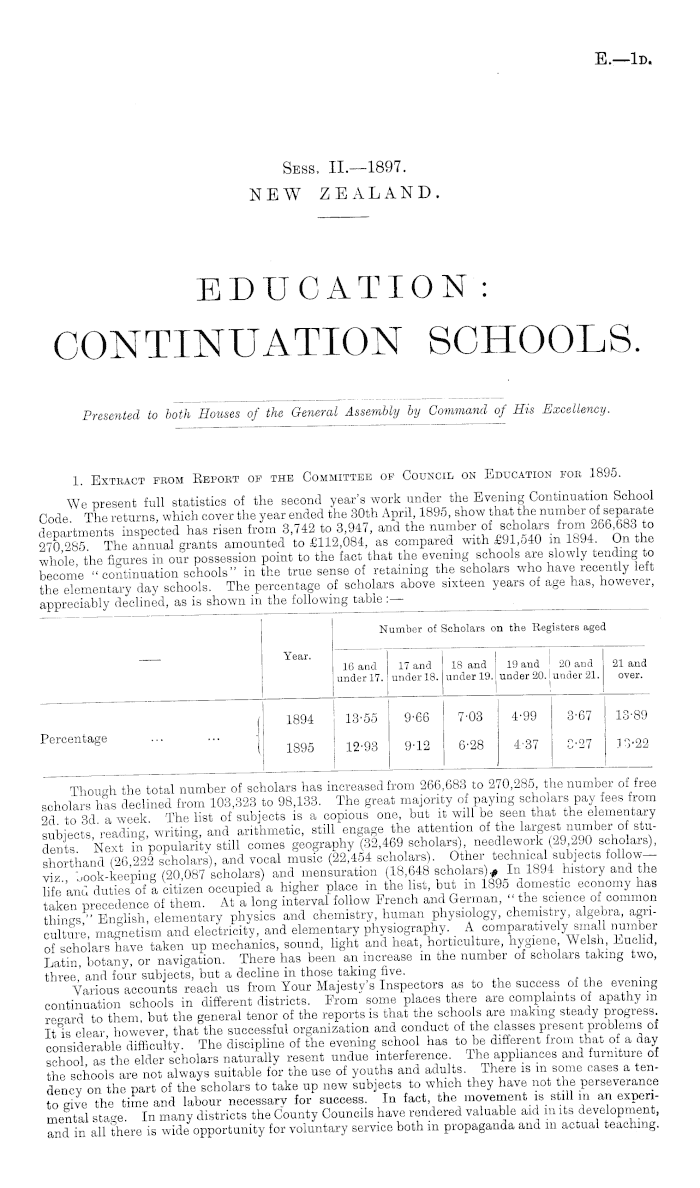 E.—1D.
SESS. II.—1897.
NEW ZEALAND.
EDUCATION:
CONTINUATION SCHOOLS.
Presented to both Houses of the General Assembly by Command of His Excellency.
1. EXTRACT FROM REPORT OF THE COMMITTEE OF COUNCIL ON EDUCATION FOR 1895.
We present full statistics of the second year's work under the Evening Continuation School
Code. The returns, which cover the year ended the 30th April, 1895, show that the number of separate
departments inspected has risen from 3,742 to 3,947, and the number of scholars from 266,683 to
270,285. The annual grants amounted to £112,084, as compared with £91,540 in 1894. On the
whole, the figures in our possession point to the fact that the evening schools are slowly tending to
become "continuation schools" in the true sense of retaining the scholars who have recently left
the elementary day schools. The percentage of scholars above sixteen years of age has, however,
appreciably declined, as is shown in the following table:—
Number of Scholars on the Registers aged
— Year. 16 and under 17. 17 and under 18. 18 and under 19. 19 and under 20. 20 and under 21. 21 and over.
Percentage ... ...
1894 13·55 9·66 7·03 4·99 3·67 13·89
1895 12·93 9·12 6·28 4·37 3·27 13·22
Though the total number of scholars has increased from 266,683 to 270,285, the number of free
scholars has declined from 103,323 to 98,133. The great majority of paying scholars pay fees from
2d. to 3d. a week. The list of subjects is a copious one, but it will be seen that the elementary
subjects, reading, writing, and arithmetic, still engage the attention of the largest number of stu-
dents. Next in popularity still comes geography (32,469 scholars), needlework (29,290 scholars),
shorthand (26,222 scholars), and vocal music (22,454 scholars). Other technical subjects follow—
viz., book-keeping (20,087 scholars) and mensuration (18,648 scholars). In 1894 history and the
life and duties of a citizen occupied a higher place in the list, but in 1895 domestic economy has
taken precedence of them. At a long interval follow French and German, "the science of common
things," English, elementary physics and chemistry, human physiology, chemistry, algebra, agri-
culture, magnetism and electricity, and elementary physiography. A comparatively small number
of scholars have taken up mechanics, sound, light and heat, horticulture, hygiene, Welsh, Euclid,
Latin, botany, or navigation. There has been an increase in the number of scholars taking two,
three, and four subjects, but a decline in those taking five.
Various accounts reach us from Your Majesty's Inspectors as to the success of the evening
continuation schools in different districts. From some places there are complaints of apathy in
regard to them, but the general tenor of the reports is that the schools are making steady progress.
It is clear, however, that the successful organization and conduct of the classes present problems of
considerable difficulty. The discipline of the evening school has to be different from that of a day
school, as the elder scholars naturally resent undue interference. The appliances and furniture of
the schools are not always suitable for the use of youths and adults. There is in some cases a ten-
dency on the part of the scholars to take up new subjects to which they have not the perseverance
to give the time and labour necessary for success. In fact, the movement is still in an experi-
mental stage. In many districts the County Councils have rendered valuable aid in its development,
and in all there is wide opportunity for voluntary service both in propaganda and in actual teaching.